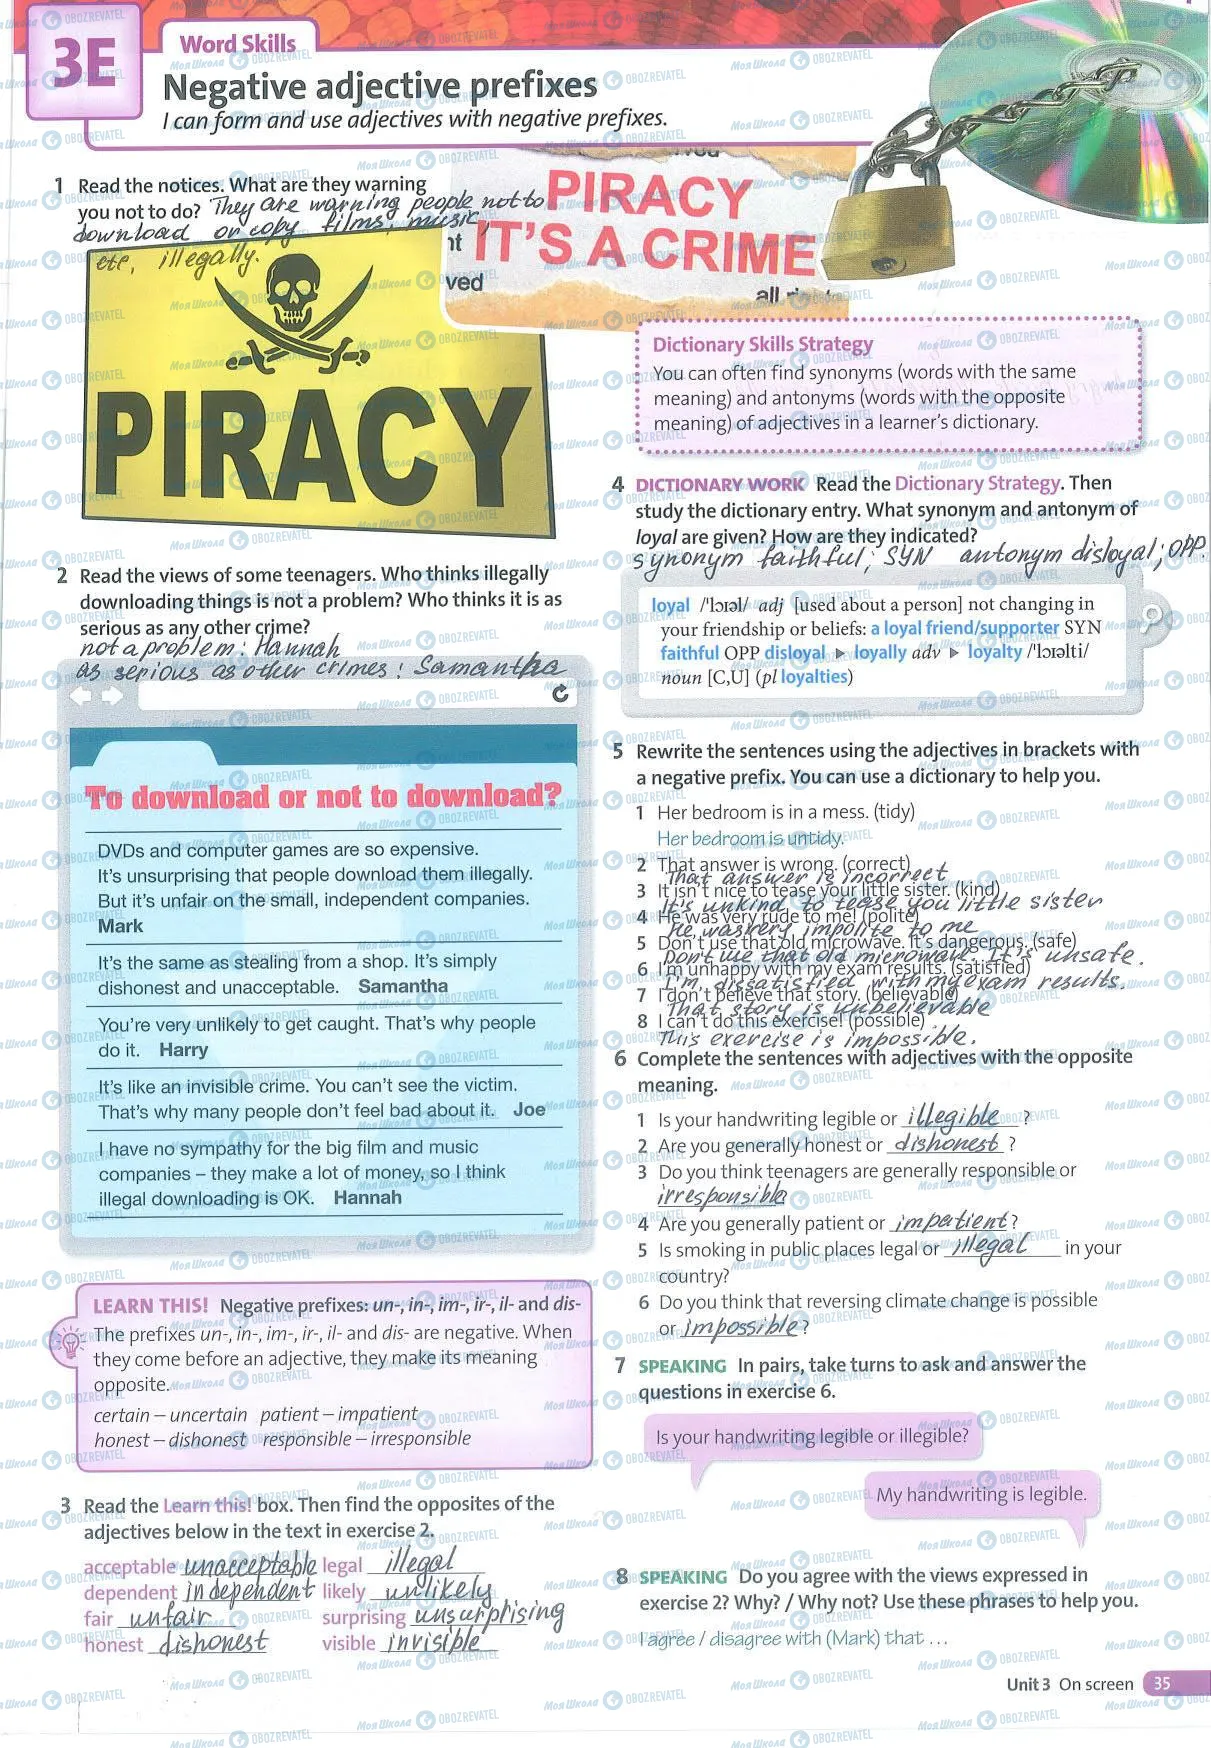 3E
Word Skills
Negative adjective prefixes
I can form and use adjectives with negative prefixes.
1 Read the notices. What are they warning
you not to do? They are warning people not to
download or copy films, music,
etc, illegally.
PIRACY
IT'S A CRIME
nt
ved
all
PIRACY
2 Read the views of some teenagers. Who thinks illegally
downloading things is not a problem? Who thinks it is as
serious as any other crime?
not a problem: Hannah
as serious as other crimes: Samantha
To download or not to download?
DVDs and computer games are so expensive.
It's unsurprising that people download them illegally.
But it's unfair on the small, independent companies.
Mark
It's the same as stealing from a shop. It's simply
dishonest and unacceptable. Samantha
You're very unlikely to get caught. That's why people
do it. Harry
It's like an invisible crime. You can't see the victim.
That's why many people don't feel bad about it. Joe
I have no sympathy for the big film and music
companies – they make a lot of money, so I think
illegal downloading is OK. Hannah
LEARN THIS! Negative prefixes: un-, in-, im-, ir-, il- and dis-
The prefixes un-, in-, im-, ir-, il- and dis- are negative. When
they come before an adjective, they make its meaning
opposite.
certain – uncertain patient – impatient
honest – dishonest responsible – irresponsible
3 Read the Learn this! box. Then find the opposites of the
adjectives below in the text in exercise 2.
acceptable unacceptable legal illegal
dependent independent likely unlikely
fair unfair surprising unsurprising
honest dishonest visible invisible
Dictionary Skills Strategy
You can often find synonyms (words with the same
meaning) and antonyms (words with the opposite
meaning) of adjectives in a learner's dictionary.
4 DICTIONARY WORK Read the Dictionary Strategy. Then
study the dictionary entry. What synonym and antonym of
loyal are given? How are they indicated?
synonym faithful; SYN antonym disloyal; OPP.
loyal /'lɔɪəl/ adj [used about a person] not changing in
your friendship or beliefs: a loyal friend/supporter SYN
faithful OPP disloyal ► loyally adv ► loyalty /'lɔɪəlti/
noun [C,U] (pl loyalties)
5 Rewrite the sentences using the adjectives in brackets with
a negative prefix. You can use a dictionary to help you.
1 Her bedroom is in a mess. (tidy)
Her bedroom is untidy.
2 That answer is wrong. (correct)
That answer is incorrect
3 It isn't nice to tease your little sister. (kind)
It's unkind to tease you little sister
4 He was very rude to me! (polite)
He was very impolite to me
5 Don't use that old microwave. It's dangerous. (safe)
Don't use that old microwave. It's unsafe.
6 I'm unhappy with my exam results. (satisfied)
I'm dissatisfied with my exam results.
7 I don't believe that story. (believable)
That story is unbelievable
8 I can't do this exercise! (possible)
This exercise is impossible.
6 Complete the sentences with adjectives with the opposite
meaning.
1 Is your handwriting legible or illegible ?
2 Are you generally honest or dishonest ?
3 Do you think teenagers are generally responsible or
irresponsible
4 Are you generally patient or impatient ?
5 Is smoking in public places legal or illegal in your
country?
6 Do you think that reversing climate change is possible
or impossible ?
7 SPEAKING In pairs, take turns to ask and answer the
questions in exercise 6.
Is your handwriting legible or illegible?
My handwriting is legible.
8 SPEAKING Do you agree with the views expressed in
exercise 2? Why? / Why not? Use these phrases to help you.
I agree / disagree with (Mark) that ...
Unit 3 On screen 35